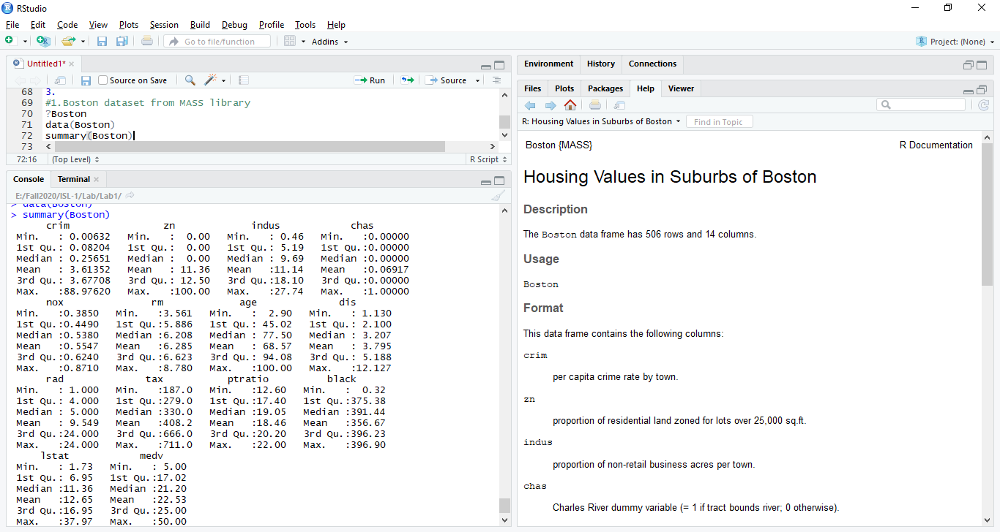 RStudio
File Edit Code View Plots Session Build Debug Profile Tools Help
Go to file/function Addins Project: (None)
Untitled1*
Source on Save Run Source
68 3.
69 #1.Boston dataset from MASS library
70 ?Boston
71 data(Boston)
72 summary(Boston)
73
72:16 (Top Level) R Script
Console Terminal
E:/Fall2020/ISL-1/Lab/Lab1/
> data(Boston)
> summary(Boston)
crim zn indus chas
Min. : 0.00632 Min. : 0.00 Min. : 0.46 Min. :0.00000
1st Qu.: 0.08204 1st Qu.: 0.00 1st Qu.: 5.19 1st Qu.:0.00000
Median : 0.25651 Median : 0.00 Median : 9.69 Median :0.00000
Mean : 3.61352 Mean : 11.36 Mean :11.14 Mean :0.06917
3rd Qu.: 3.67708 3rd Qu.: 12.50 3rd Qu.:18.10 3rd Qu.:0.00000
Max. :88.97620 Max. :100.00 Max. :27.74 Max. :1.00000
nox rm age dis
Min. :0.3850 Min. :3.561 Min. : 2.90 Min. : 1.130
1st Qu.:0.4490 1st Qu.:5.886 1st Qu.: 45.02 1st Qu.: 2.100
Median :0.5380 Median :6.208 Median : 77.50 Median : 3.207
Mean :0.5547 Mean :6.285 Mean : 68.57 Mean : 3.795
3rd Qu.:0.6240 3rd Qu.:6.623 3rd Qu.: 94.08 3rd Qu.: 5.188
Max. :0.8710 Max. :8.780 Max. :100.00 Max. :12.127
rad tax ptratio black
Min. : 1.000 Min. :187.0 Min. :12.60 Min. : 0.32
1st Qu.: 4.000 1st Qu.:279.0 1st Qu.:17.40 1st Qu.:375.38
Median : 5.000 Median :330.0 Median :19.05 Median :391.44
Mean : 9.549 Mean :408.2 Mean :18.46 Mean :356.67
3rd Qu.:24.000 3rd Qu.:666.0 3rd Qu.:20.20 3rd Qu.:396.23
Max. :24.000 Max. :711.0 Max. :22.00 Max. :396.90
lstat medv
Min. : 1.73 Min. : 5.00
1st Qu.: 6.95 1st Qu.:17.02
Median :11.36 Median :21.20
Mean :12.65 Mean :22.53
3rd Qu.:16.95 3rd Qu.:25.00
Max. :37.97 Max. :50.00
Environment History Connections
Files Plots Packages Help Viewer
R: Housing Values in Suburbs of Boston Find in Topic
Boston {MASS} R Documentation
Housing Values in Suburbs of Boston
Description
The Boston data frame has 506 rows and 14 columns.
Usage
Boston
Format
This data frame contains the following columns:
crim
per capita crime rate by town.
zn
proportion of residential land zoned for lots over 25,000 sq.ft.
indus
proportion of non-retail business acres per town.
chas
Charles River dummy variable (= 1 if tract bounds river; 0 otherwise).